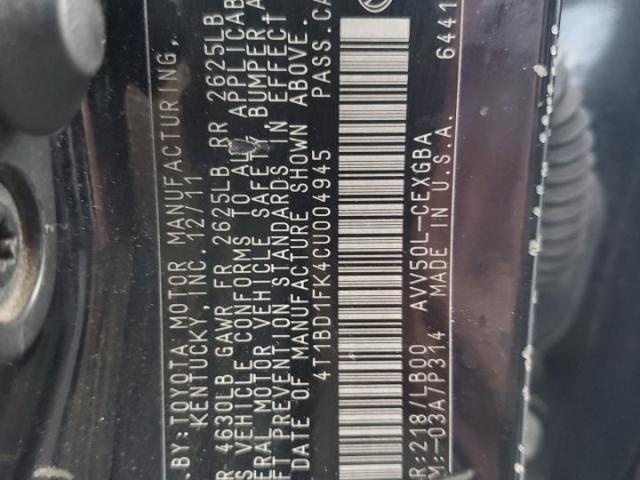 .BY:TOYOTA MOTOR MANUFACTURING,
KENTUCKY, INC. 12/11
R 4630LB GAWR FR 2625LB RR 2625LB
S VEHICLE CONFORMS TO ALL APPLICAB
ERAL MOTOR VEHICLE SAFETY, BUMPER A
FT PREVENTION STANDARDS IN EFFECT
DATE OF MANUFACTURE SHOWN ABOVE.
4T1BD1FK4CU004945 PASS.CA
6441
R:218/LB00 AVV50L-CEXGBA
M:-03A/7P314 MADE IN U.S.A.